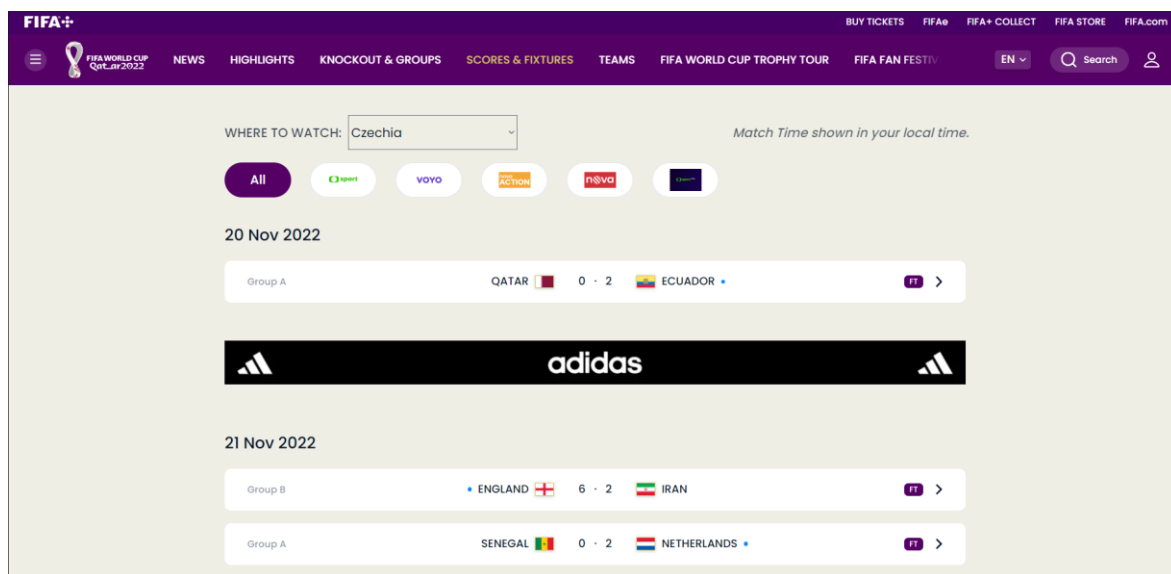 FIFA+
BUY TICKETS FIFAe FIFA+ COLLECT FIFA STORE FIFA.com
FIFA WORLD CUP
Qatar2022
NEWS HIGHLIGHTS KNOCKOUT & GROUPS SCORES & FIXTURES TEAMS FIFA WORLD CUP TROPHY TOUR FIFA FAN FESTIV EN Search
WHERE TO WATCH: Czechia Match Time shown in your local time.
All sport VOYO ACTION nova
20 Nov 2022
Group A QATAR 0 · 2 ECUADOR FT
adidas
21 Nov 2022
Group B ENGLAND 6 · 2 IRAN FT
Group A SENEGAL 0 · 2 NETHERLANDS FT